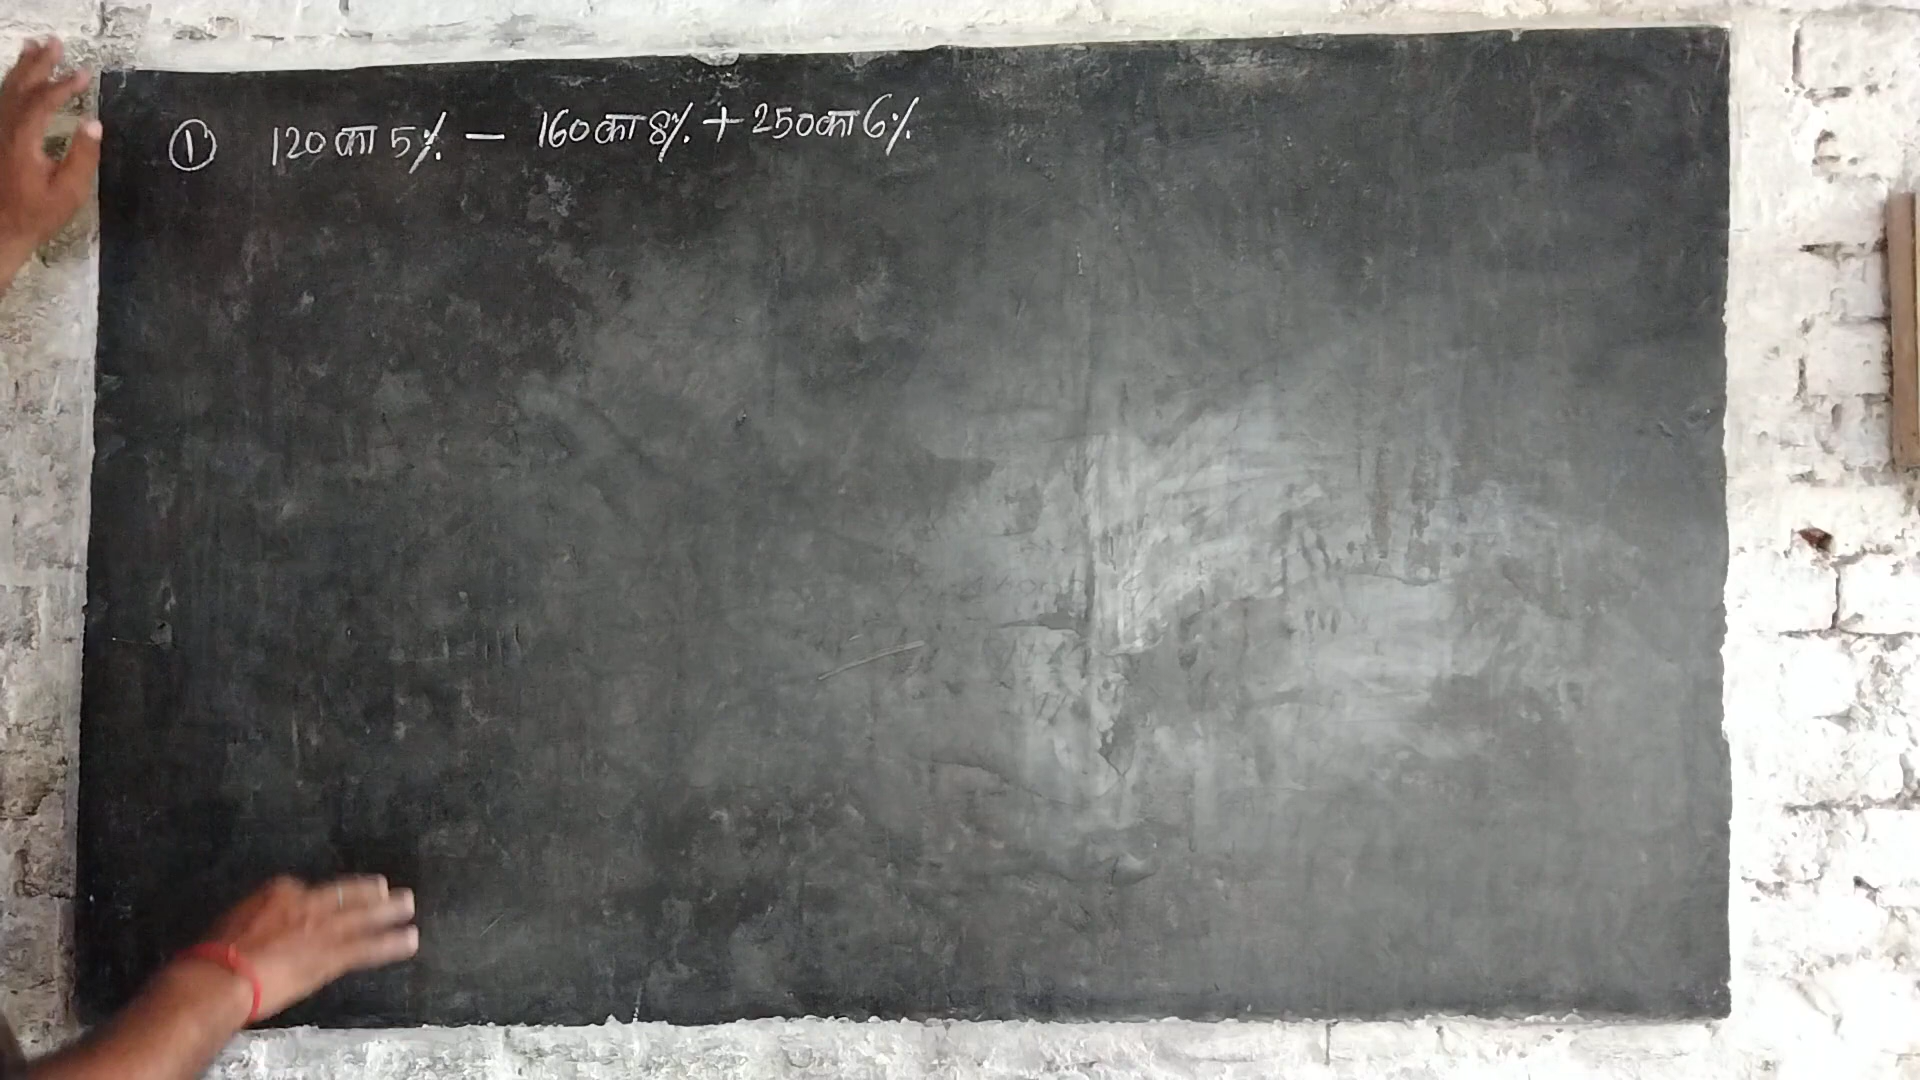 ① 120 का 5% — 160 का 8% + 250 का 6%